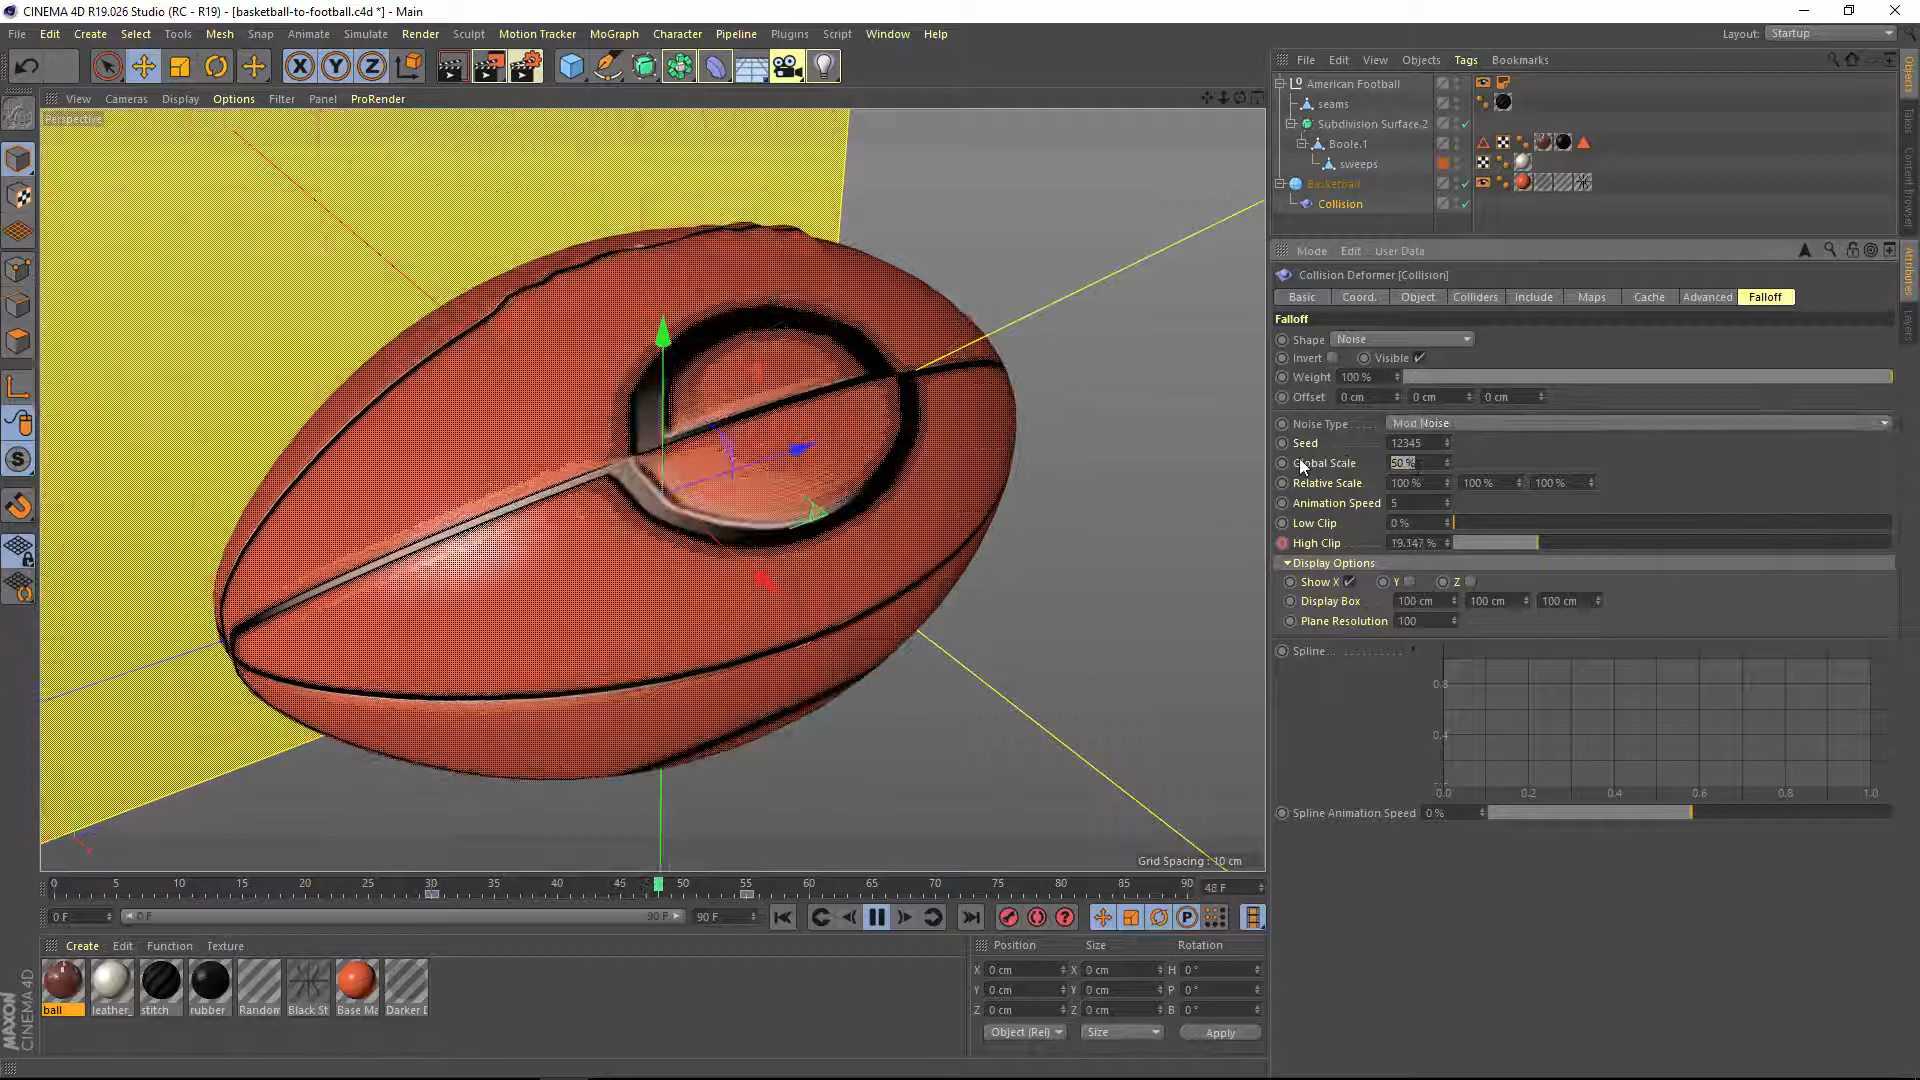 CINEMA 4D R19.026 Studio (RC - R19) - [basketball-to-football.c4d *] - Main
File Edit Create Select Tools Mesh Snap Animate Simulate Render Sculpt Motion Tracker MoGraph Character Pipeline Plugins Script Window Help
Layout: Startup
X Y Z
File Edit View Objects Tags Bookmarks
View Cameras Display Options Filter Panel ProRender
Perspective
American Football
seams
Subdivision Surface.2
Boole.1
sweeps
Basketball
Collision
Objects
Takes
Content Browser
Attributes
Layers
Mode Edit User Data
Collision Deformer [Collision]
Basic Coord. Object Colliders Include Maps Cache Advanced Falloff
Falloff
Shape Noise
Invert Visible
Weight 100 %
Offset 0 cm 0 cm 0 cm
Noise Type Mod Noise
Seed 12345
Global Scale 50 %
Relative Scale 100 % 100 % 100 %
Animation Speed 5
Low Clip 0 %
High Clip 19.147 %
Display Options
Show X Y Z
Display Box 100 cm 100 cm 100 cm
Plane Resolution 100
Spline
0.8
0.4
0.0 0.2 0.4 0.6 0.8 1.0
Spline Animation Speed 0 %
Grid Spacing : 10 cm
0 5 10 15 20 25 30 35 40 45 50 55 60 65 70 75 80 85 90 48 F
0 F 0 F 90 F 90 F
Create Edit Function Texture
ball leather_ stitch rubber Random Black St Base Ma Darker D
Position Size Rotation
X 0 cm X 0 cm H 0 °
Y 0 cm Y 0 cm P 0 °
Z 0 cm Z 0 cm B 0 °
Object (Rel) Size Apply
MAXON
CINEMA 4D